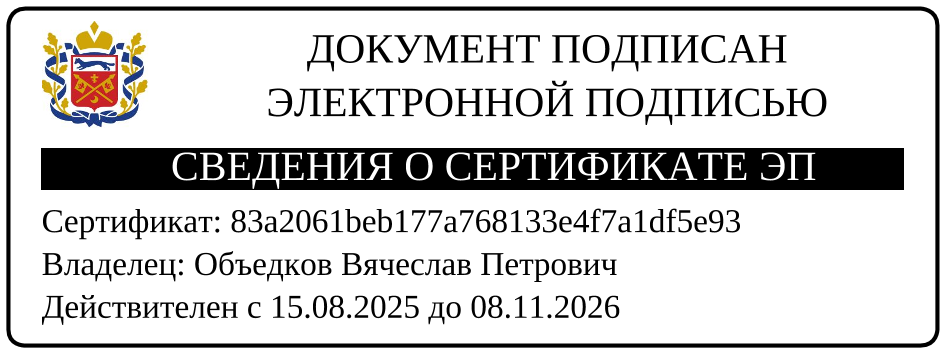 ДОКУМЕНТ ПОДПИСАН
ЭЛЕКТРОННОЙ ПОДПИСЬЮ
СВЕДЕНИЯ О СЕРТИФИКАТЕ ЭП
Сертификат: 83a2061beb177a768133e4f7a1df5e93
Владелец: Объедков Вячеслав Петрович
Действителен с 15.08.2025 до 08.11.2026